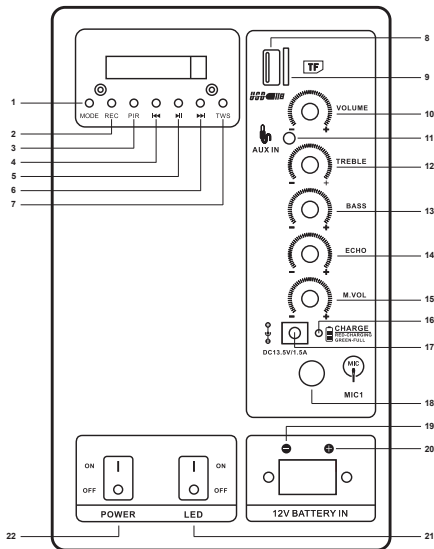 8
TF
9
1
MODE REC PIR TWS
VOLUME
10
2
3
4
5
6
7
AUX IN
11
TREBLE
12
BASS
13
ECHO
14
M.VOL
15
16
CHARGE
RED-CHARGING
GREEN-FULL
DC13.5V/1.5A
17
MIC
MIC1
18
19
20
ON
OFF
ON
OFF
POWER
LED
12V BATTERY IN
22
21